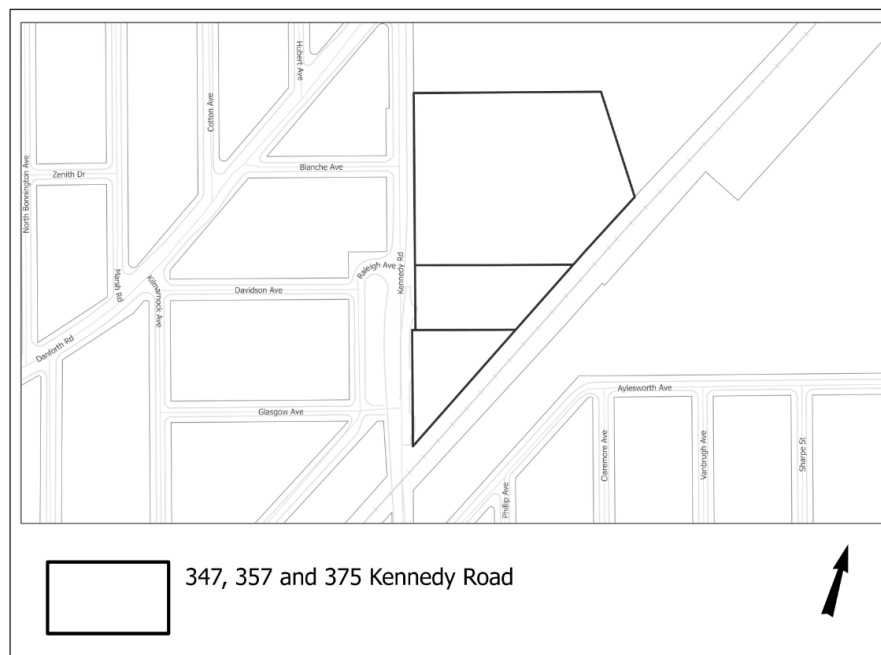 Hubert Ave
Cotton Ave
North Bonnington Ave
Zenith Dr
Blanche Ave
Kennedy Rd
Raleigh Ave
Marsh Rd
Kilmarnock Ave
Davidson Ave
Danforth Rd
Glasgow Ave
Aylesworth Ave
Claremore Ave
Vanbrugh Ave
Sharpe St
Phillip Ave
347, 357 and 375 Kennedy Road